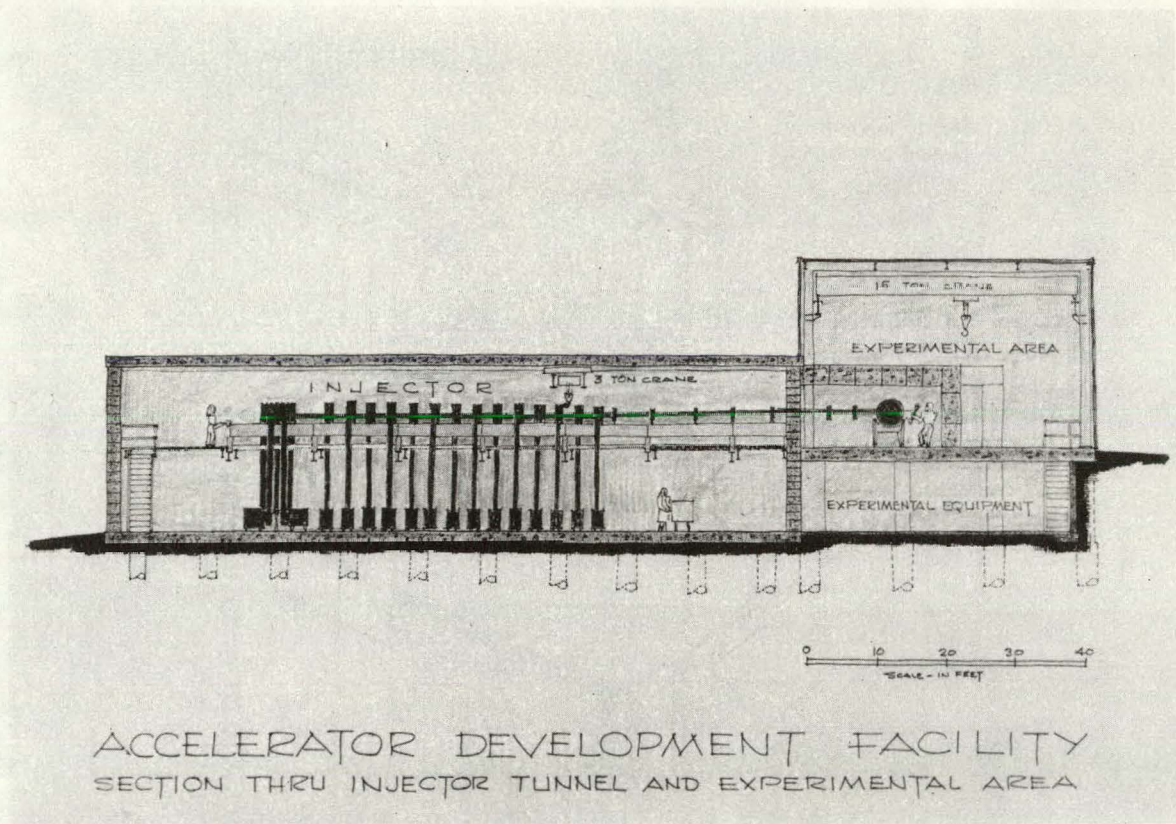 15 TON CRANE
EXPERIMENTAL AREA
INJECTOR
3 TON CRANE
EXPERIMENTAL EQUIPMENT
0 10 20 30 40
SCALE - IN FEET
ACCELERATOR DEVELOPMENT FACILITY
SECTION THRU INJECTOR TUNNEL AND EXPERIMENTAL AREA